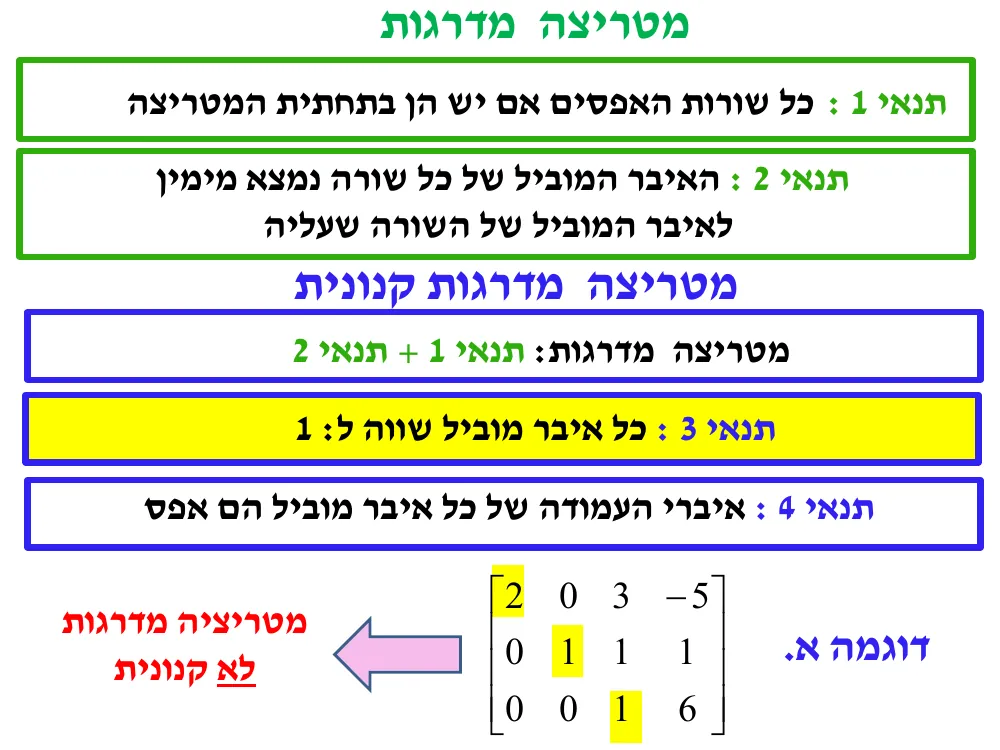 מטריצה מדרגות
תנאי 1 : כל שורות האפסים אם יש הן בתחתית המטריצה
תנאי 2 : האיבר המוביל של כל שורה נמצא מימין
לאיבר המוביל של השורה שעליה
מטריצה מדרגות קנונית
מטריצה מדרגות: תנאי 1 + תנאי 2
תנאי 3 : כל איבר מוביל שווה ל: 1
תנאי 4 : איברי העמודה של כל איבר מוביל הם אפס
דוגמה א.
2 0 3 −5
0 1 1 1
0 0 1 6
מטריציה מדרגות
לא קנונית